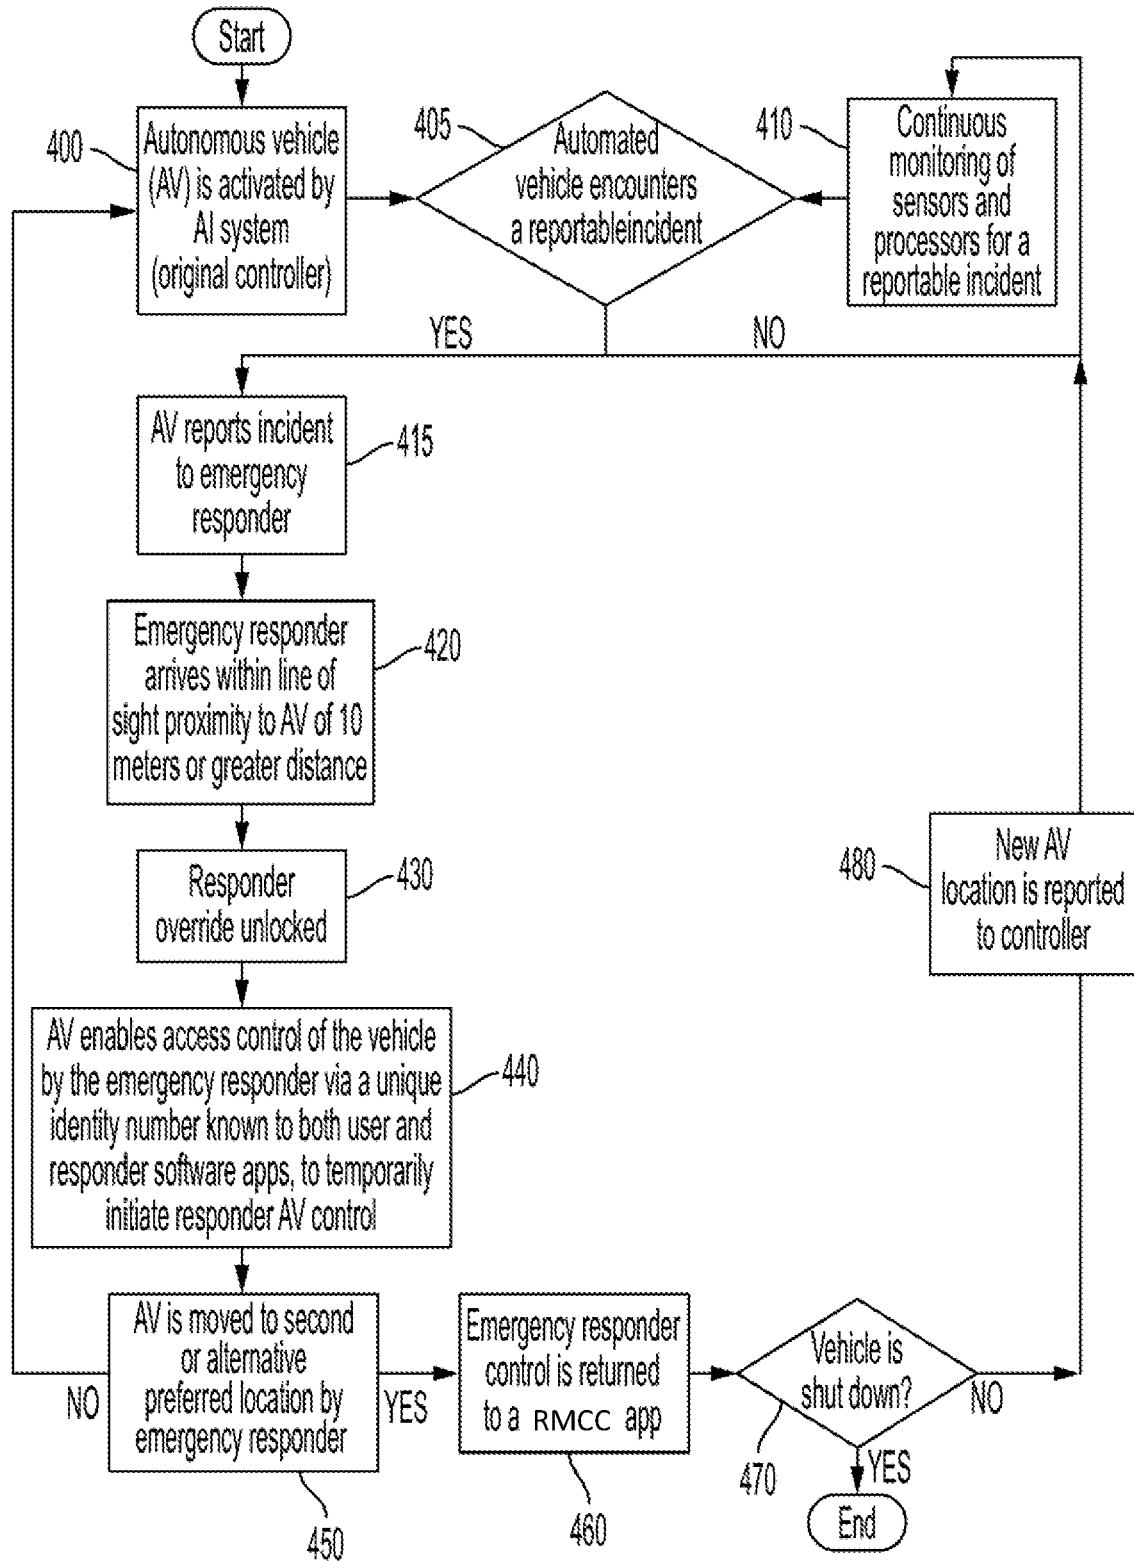 Start
400
Autonomous vehicle
(AV) is activated by
AI system
(original controller)
405
Automated
vehicle encounters
a reportableincident
410
Continuous
monitoring of
sensors and
processors for a
reportable incident
YES
NO
AV reports incident
to emergency
responder
415
Emergency responder
arrives within line of
sight proximity to AV of 10
meters or greater distance
420
Responder
override unlocked
430
480
New AV
location is reported
to controller
AV enables access control of the vehicle
by the emergency responder via a unique
identity number known to both user and
responder software apps, to temporarily
initiate responder AV control
440
AV is moved to second
or alternative
preferred location by
emergency responder
NO
YES
450
Emergency responder
control is returned
to a RMCC app
460
Vehicle is
shut down?
NO
470
YES
End